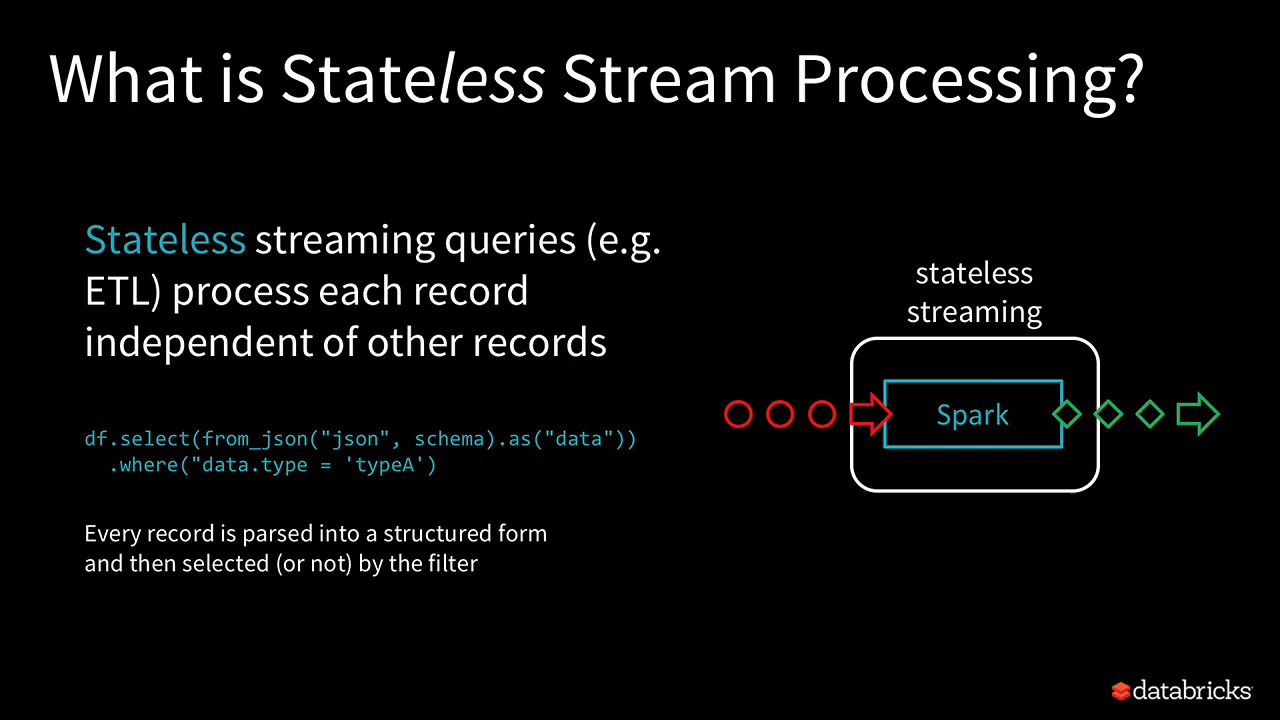 What is Stateless Stream Processing?
Stateless streaming queries (e.g.
ETL) process each record
independent of other records
df.select(from_json("json", schema).as("data"))
.where("data.type = 'typeA')
Every record is parsed into a structured form
and then selected (or not) by the filter
stateless
streaming
Spark
databricks